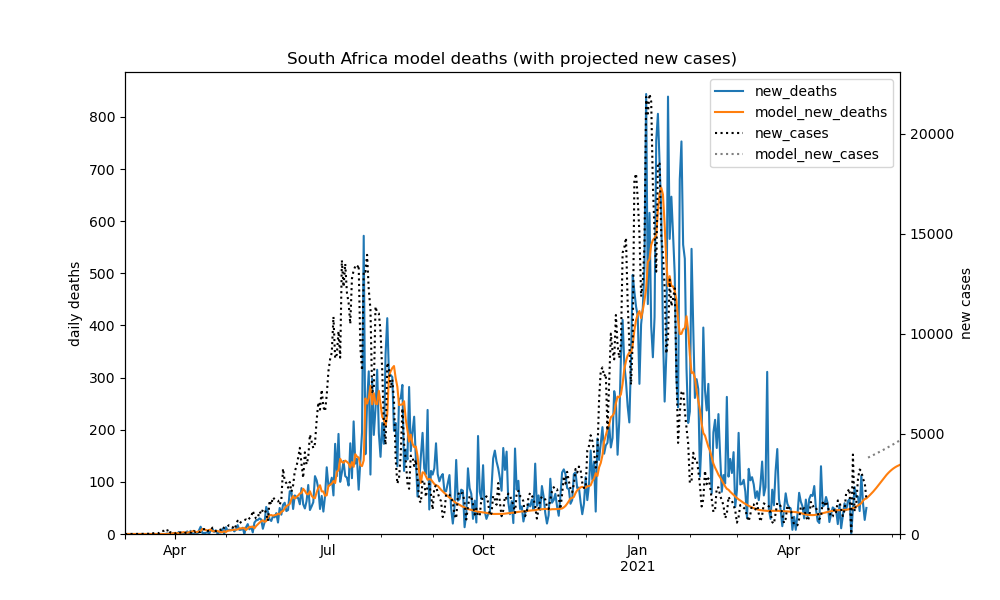 South Africa model deaths (with projected new cases)
new_deaths
model_new_deaths
new_cases
model_new_cases
800
700
600
500
400
300
200
100
0
daily deaths
20000
15000
10000
5000
0
new cases
Apr
Jul
Oct
Jan
2021
Apr